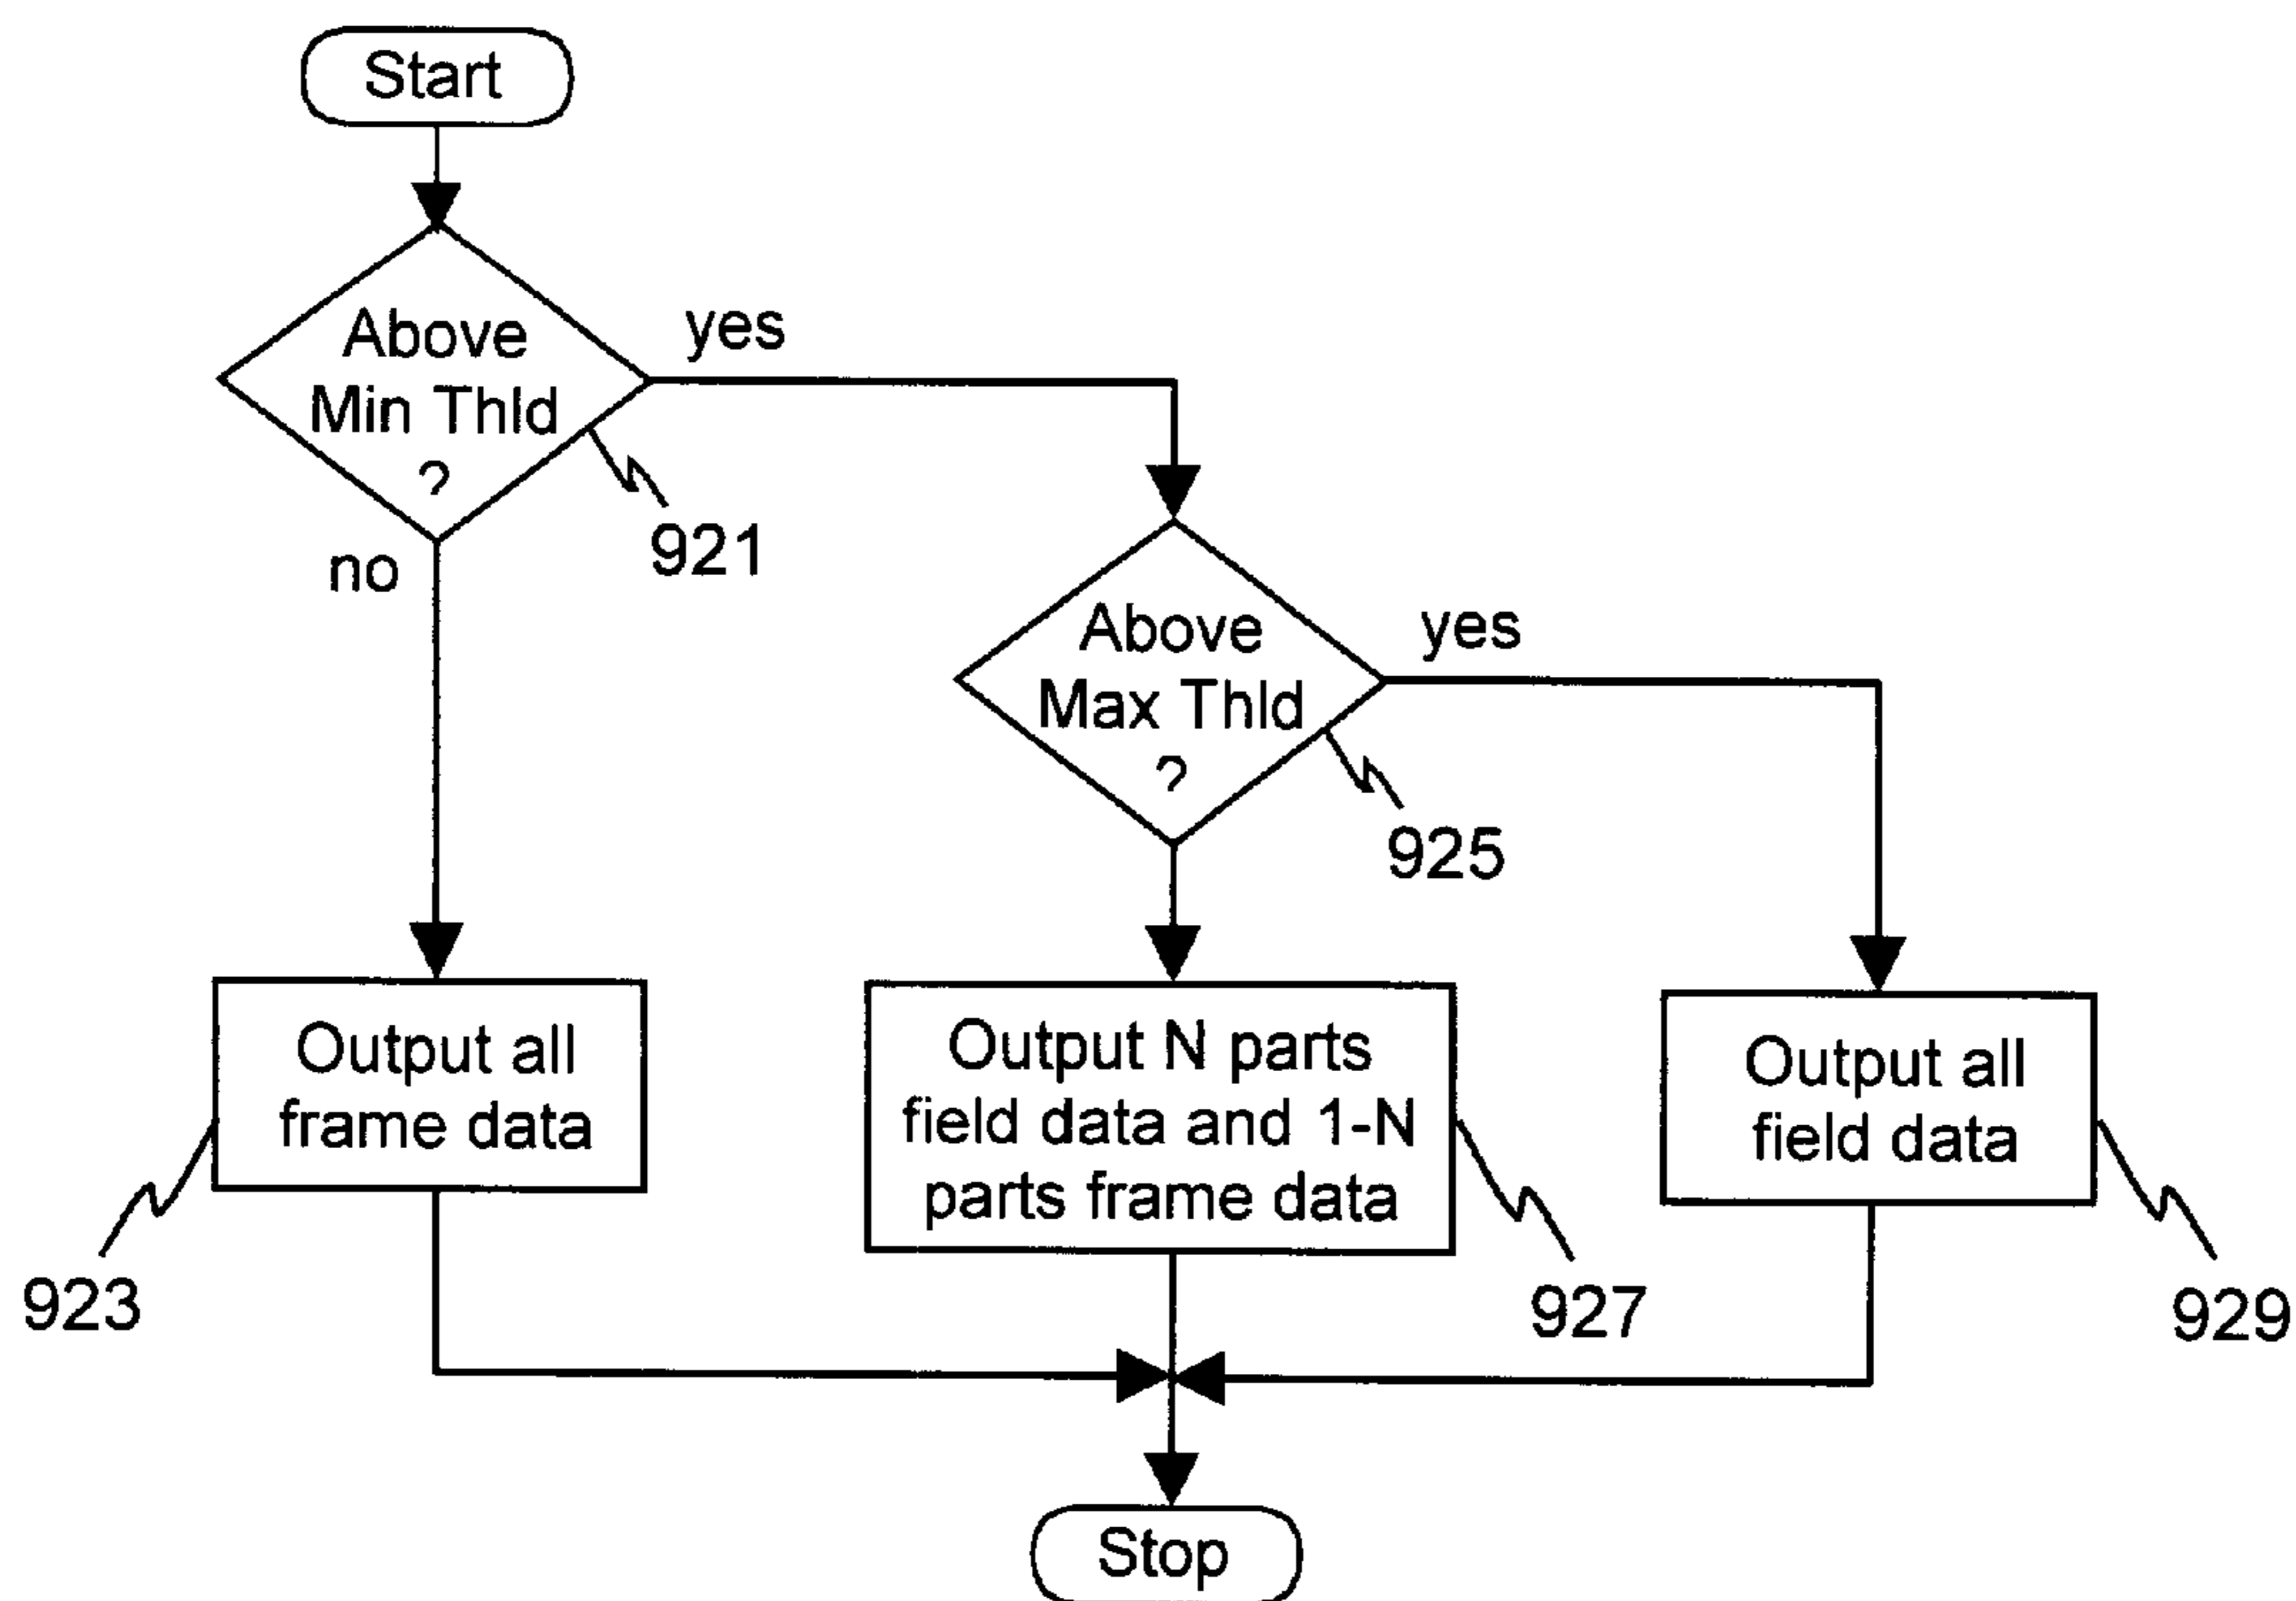 Start
Above
Min Thld
?
yes
921
no
Above
Max Thld
?
yes
925
Output all
frame data
923
Output N parts
field data and 1-N
parts frame data
927
Output all
field data
929
Stop